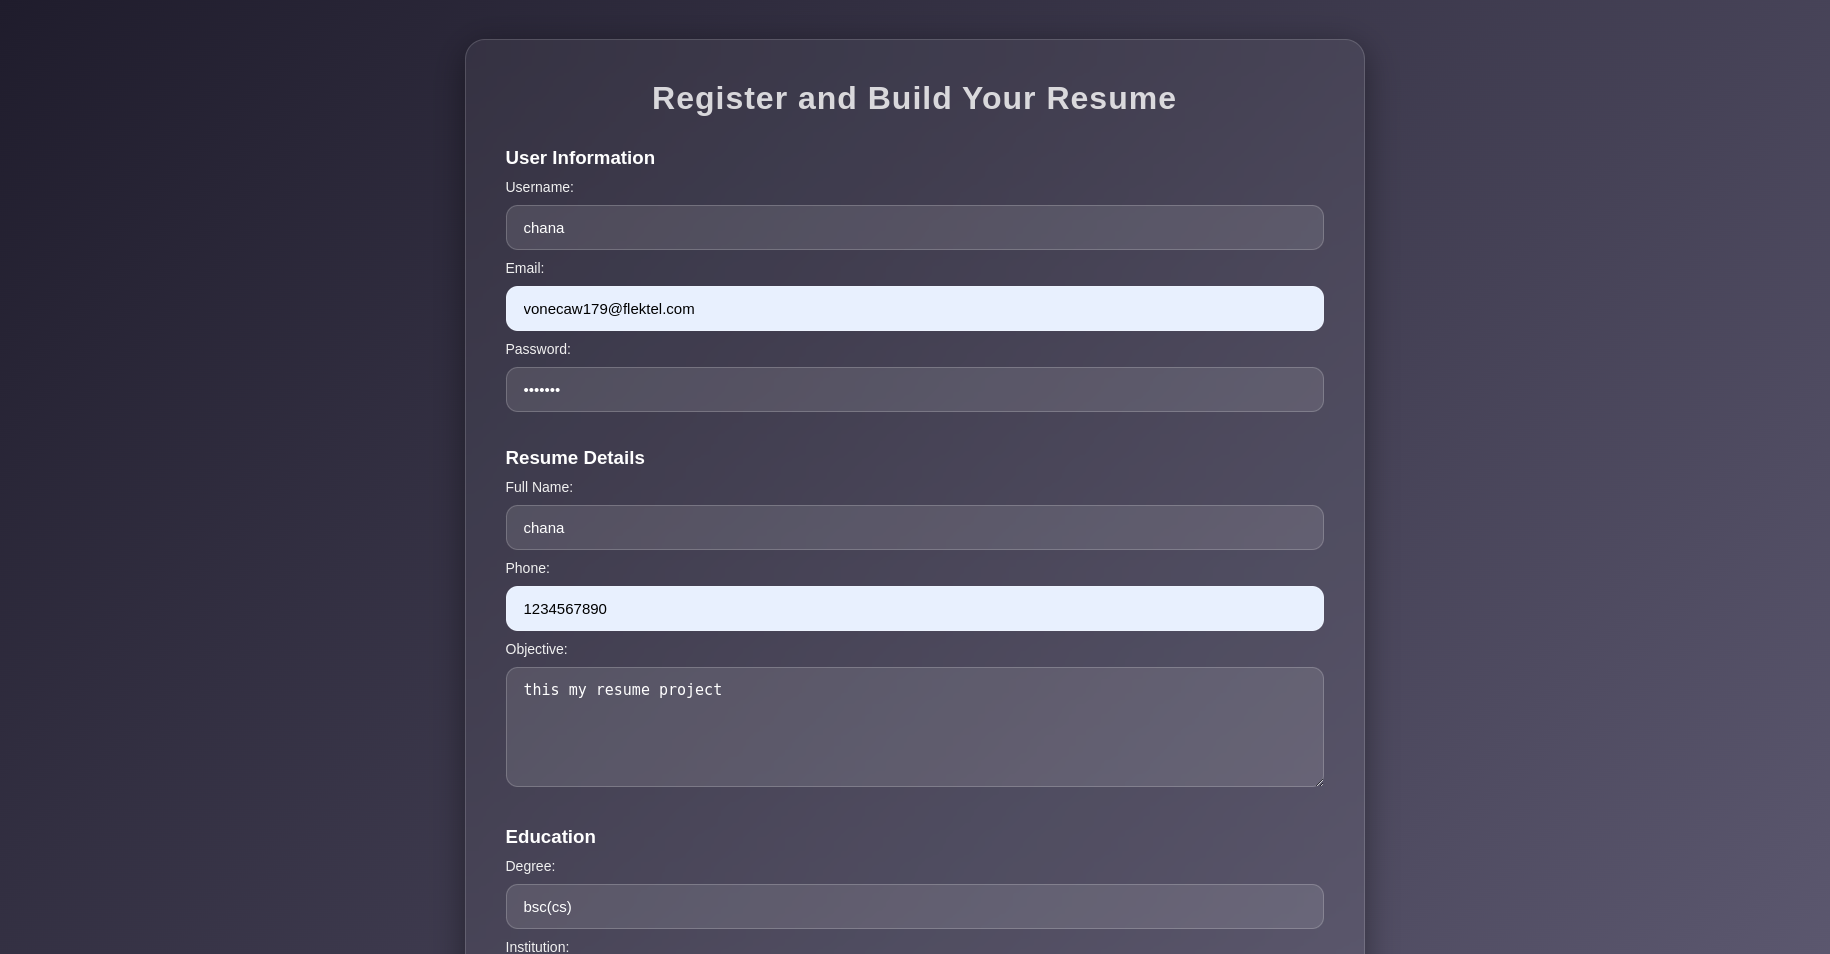 Register and Build Your Resume
User Information
Username:
chana
Email:
vonecaw179@flektel.com
Password:
•••••••
Resume Details
Full Name:
chana
Phone:
1234567890
Objective:
this my resume project
Education
Degree:
bsc(cs)
Institution: